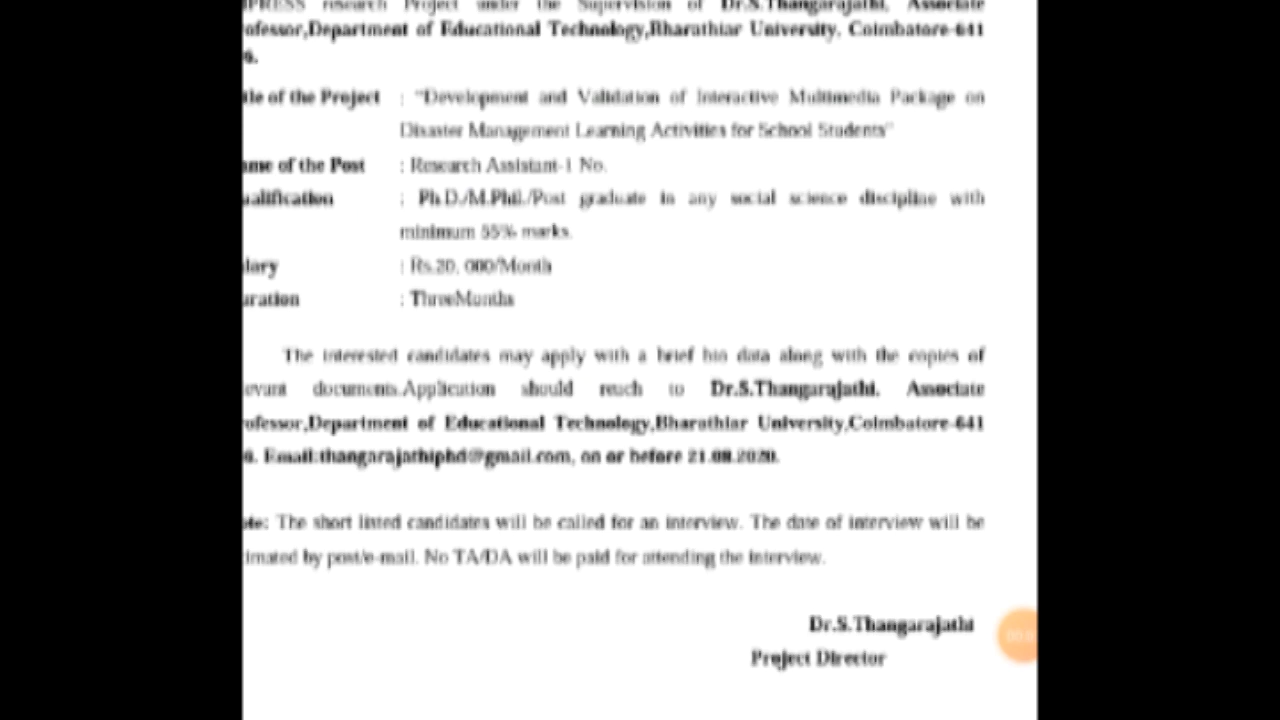 PRESS research Project under the Supervision of Dr.S.Thangarajathi, Associate
ofessor,Department of Educational Technology,Bharathiar University, Coimbatore-641
6.
tle of the Project : "Development and Validation of Interactive Multimedia Package on
Disaster Management Learning Activities for School Students"
ame of the Post : Research Assistant-1 No.
ualification : Ph.D./M.Phil./Post graduate in any social science discipline with
minimum 55% marks.
lary : Rs.20, 000/Month
uration : ThreeMonths
The interested candidates may apply with a brief bio data along with the copies of
evant documents.Application should reach to Dr.S.Thangarajathi, Associate
ofessor,Department of Educational Technology,Bharathiar University,Coimbatore-641
6. Email:thangarajathiphd@gmail.com, on or before 21.08.2020.
ote: The short listed candidates will be called for an interview. The date of interview will be
timated by post/e-mail. No TA/DA will be paid for attending the interview.
Dr.S.Thangarajathi
Project Director